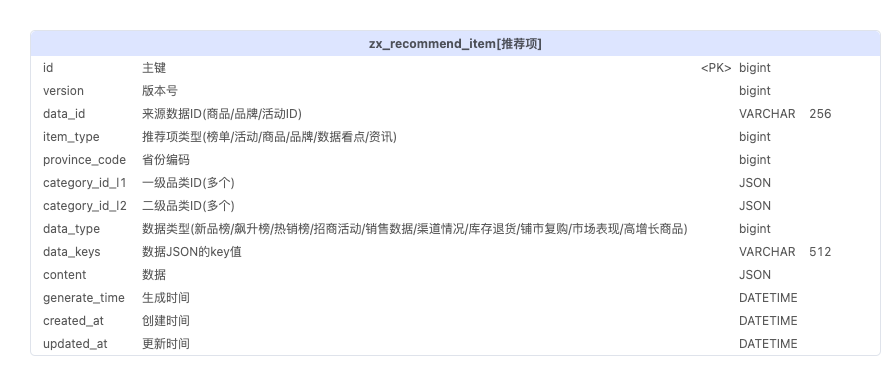 zx_recommend_item[推荐项]
id 主键 <PK> bigint
version 版本号 bigint
data_id 来源数据ID(商品/品牌/活动ID) VARCHAR 256
item_type 推荐项类型(榜单/活动/商品/品牌/数据看点/资讯) bigint
province_code 省份编码 bigint
category_id_l1 一级品类ID(多个) JSON
category_id_l2 二级品类ID(多个) JSON
data_type 数据类型(新品榜/飙升榜/热销榜/招商活动/销售数据/渠道情况/库存退货/铺市复购/市场表现/高增长商品) bigint
data_keys 数据JSON的key值 VARCHAR 512
content 数据 JSON
generate_time 生成时间 DATETIME
created_at 创建时间 DATETIME
updated_at 更新时间 DATETIME